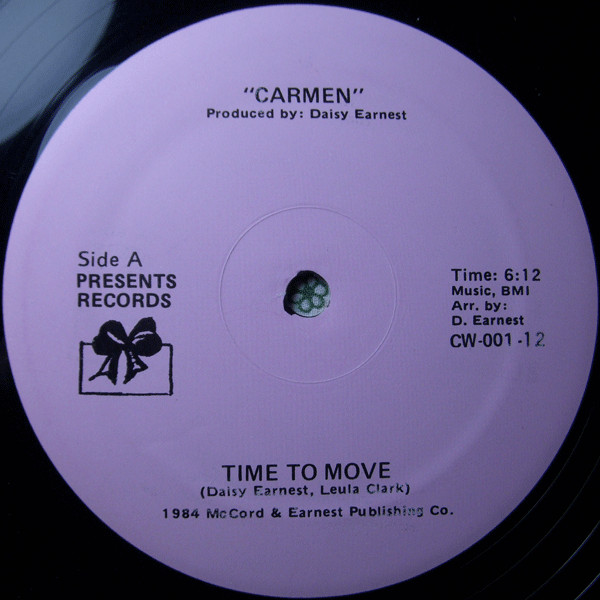 "CARMEN"
Produced by: Daisy Earnest
Side A
PRESENTS
RECORDS
Time: 6:12
Music, BMI
Arr. by:
D. Earnest
CW-001-12
TIME TO MOVE
(Daisy Earnest, Leula Clark)
1984 McCord & Earnest Publishing Co.